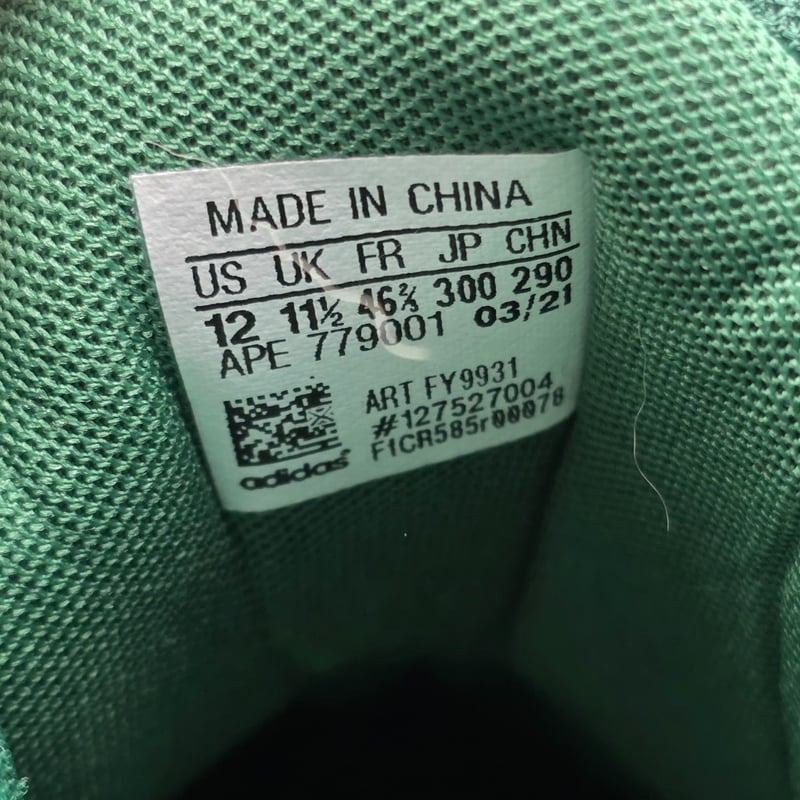 MADE IN CHINA
US UK FR JP CHN
12 11½ 46⅔ 300 290
APE 779001 03/21
ART FY9931
#127527004
F1CR585r00078
adidas